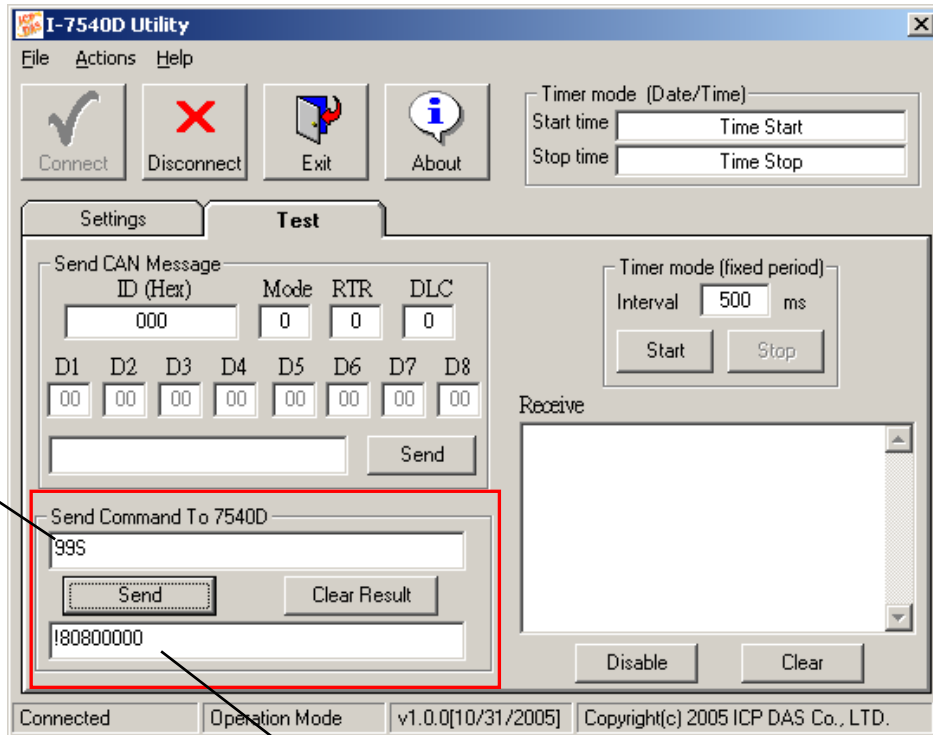 I-7540D Utility
File Actions Help
Connect Disconnect Exit About
Timer mode (Date/Time)
Start time Time Start
Stop time Time Stop
Settings Test
Send CAN Message
ID (Hex) Mode RTR DLC
000 0 0 0
D1 D2 D3 D4 D5 D6 D7 D8
00 00 00 00 00 00 00 00
Send
Timer mode (fixed period)
Interval 500 ms
Start Stop
Receive
Send Command To 7540D
99S
Send Clear Result
!80800000
Disable Clear
Connected Operation Mode v1.0.0[10/31/2005] Copyright(c) 2005 ICP DAS Co., LTD.